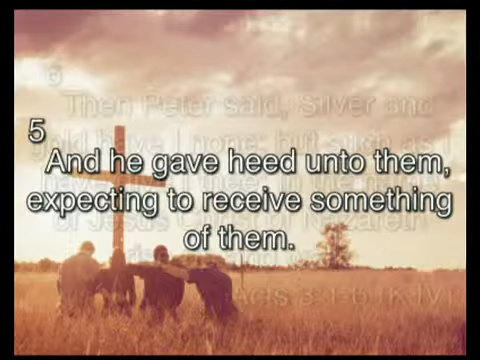 5
And he gave heed unto them,
expecting to receive something
of them.
6
Then Peter said, Silver and
gold have I none; but such as I
of Jesus Christ of Nazareth